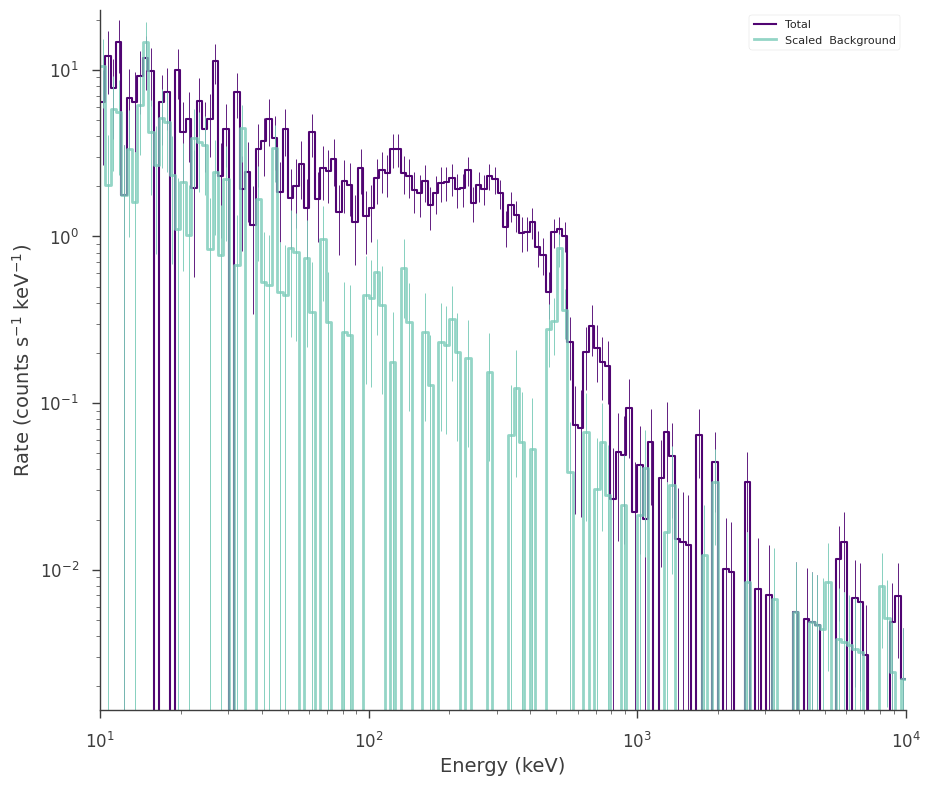 Total
Scaled  Background
Rate (counts s⁻¹ keV⁻¹)
10¹
10⁰
10⁻¹
10⁻²
10¹ 10² 10³ 10⁴
Energy (keV)